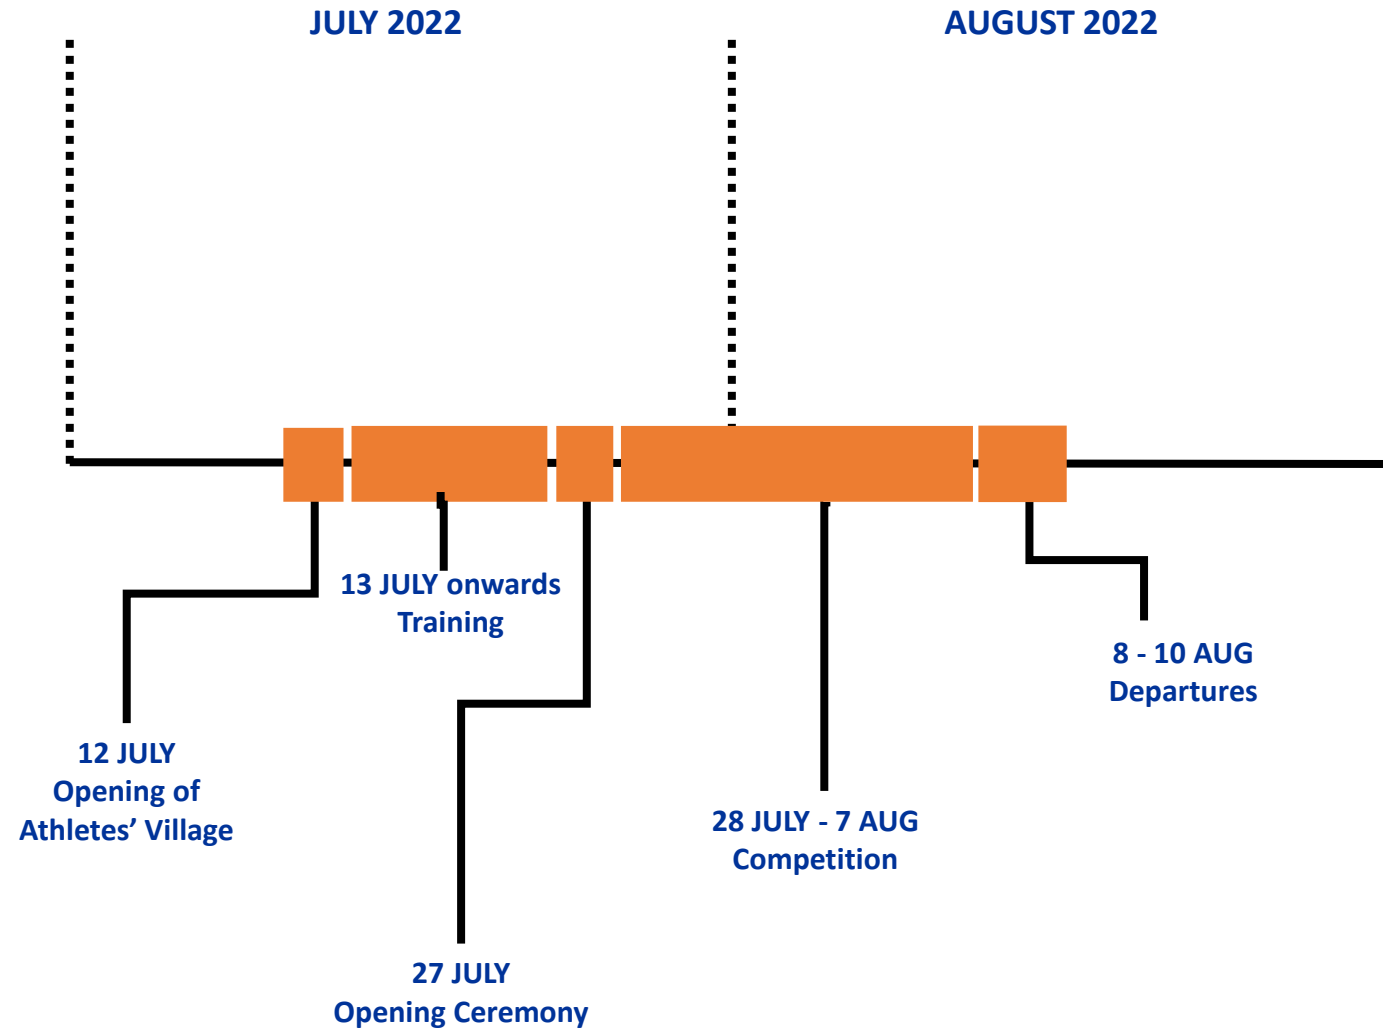 JULY 2022
AUGUST 2022
13 JULY onwards
Training
8 - 10 AUG
Departures
12 JULY
Opening of
Athletes’ Village
28 JULY - 7 AUG
Competition
27 JULY
Opening Ceremony